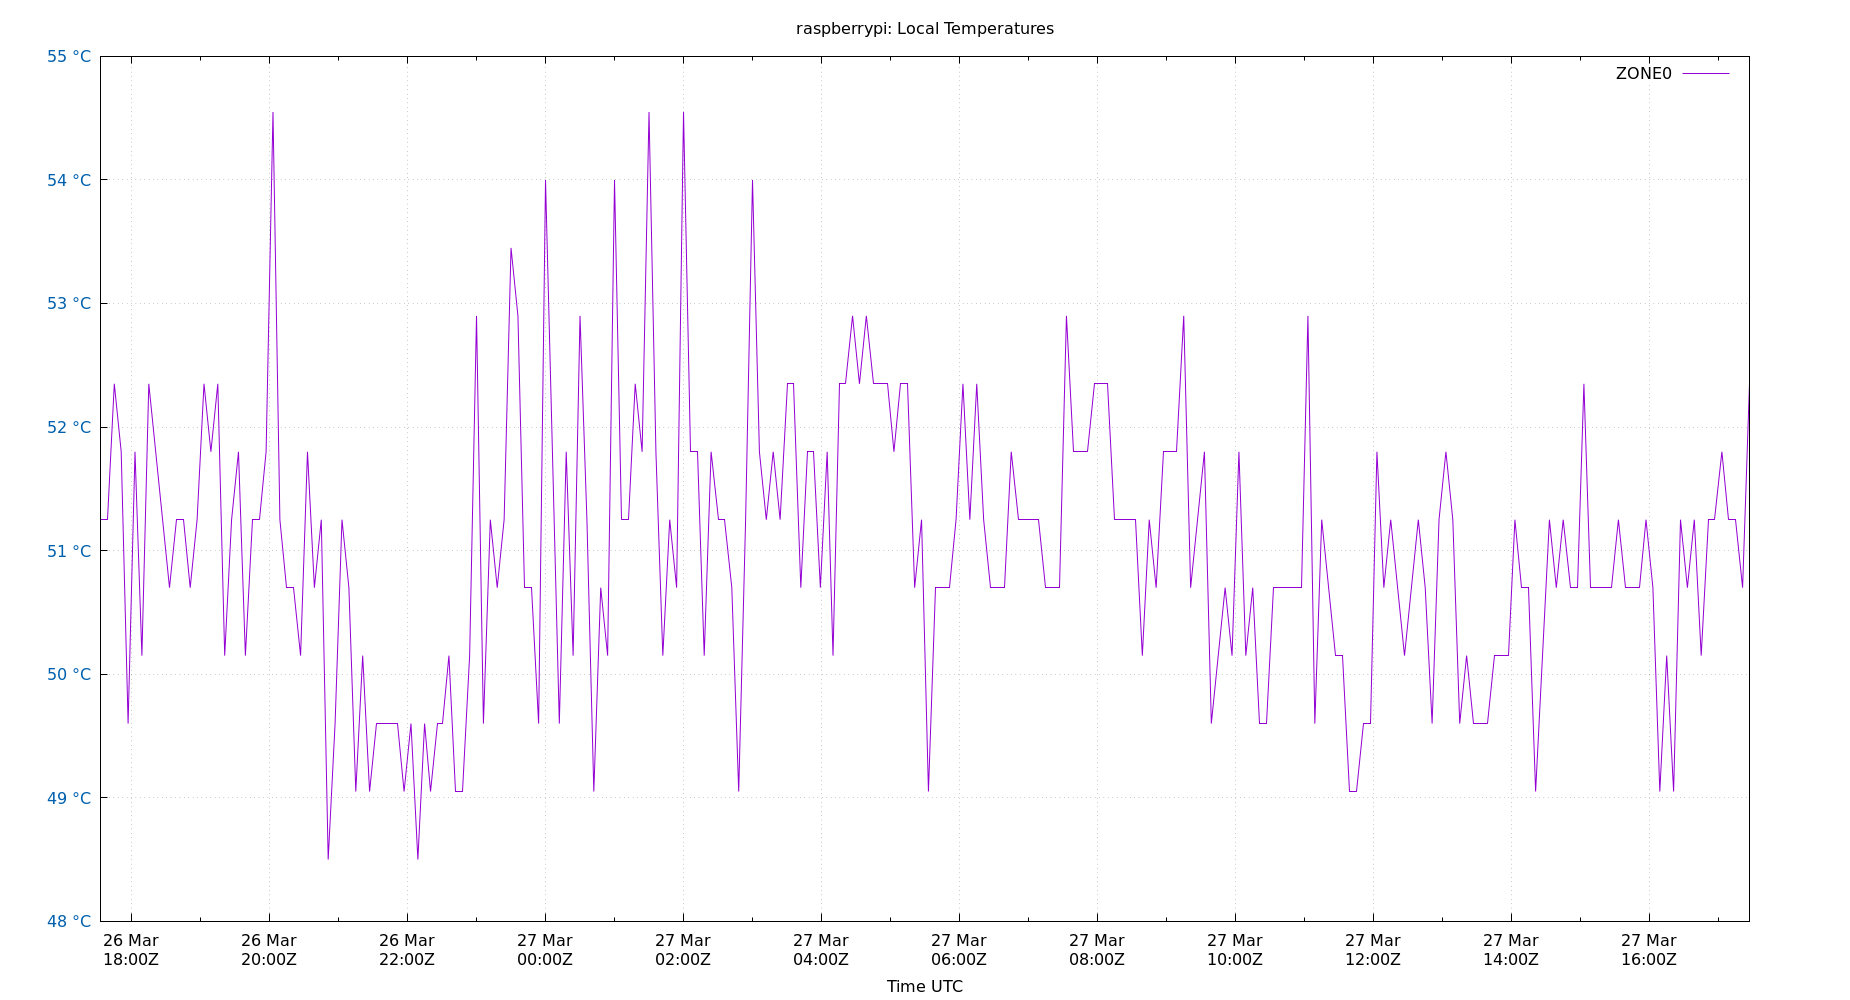 raspberrypi: Local Temperatures
55 °C
ZONE0
54 °C
53 °C
52 °C
51 °C
50 °C
49 °C
48 °C
26 Mar 26 Mar 26 Mar 27 Mar 27 Mar 27 Mar 27 Mar 27 Mar 27 Mar 27 Mar 27 Mar 27 Mar
18:00Z 20:00Z 22:00Z 00:00Z 02:00Z 04:00Z 06:00Z 08:00Z 10:00Z 12:00Z 14:00Z 16:00Z
Time UTC